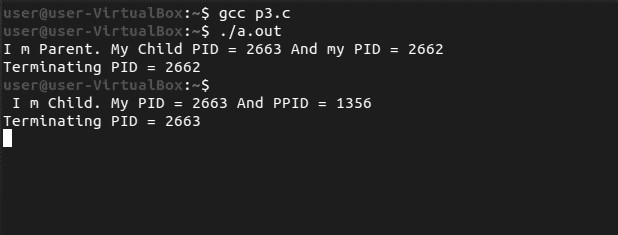 user@user-VirtualBox:~$ gcc p3.c
user@user-VirtualBox:~$ ./a.out
I m Parent. My Child PID = 2663 And my PID = 2662
Terminating PID = 2662
user@user-VirtualBox:~$
 I m Child. My PID = 2663 And PPID = 1356
Terminating PID = 2663